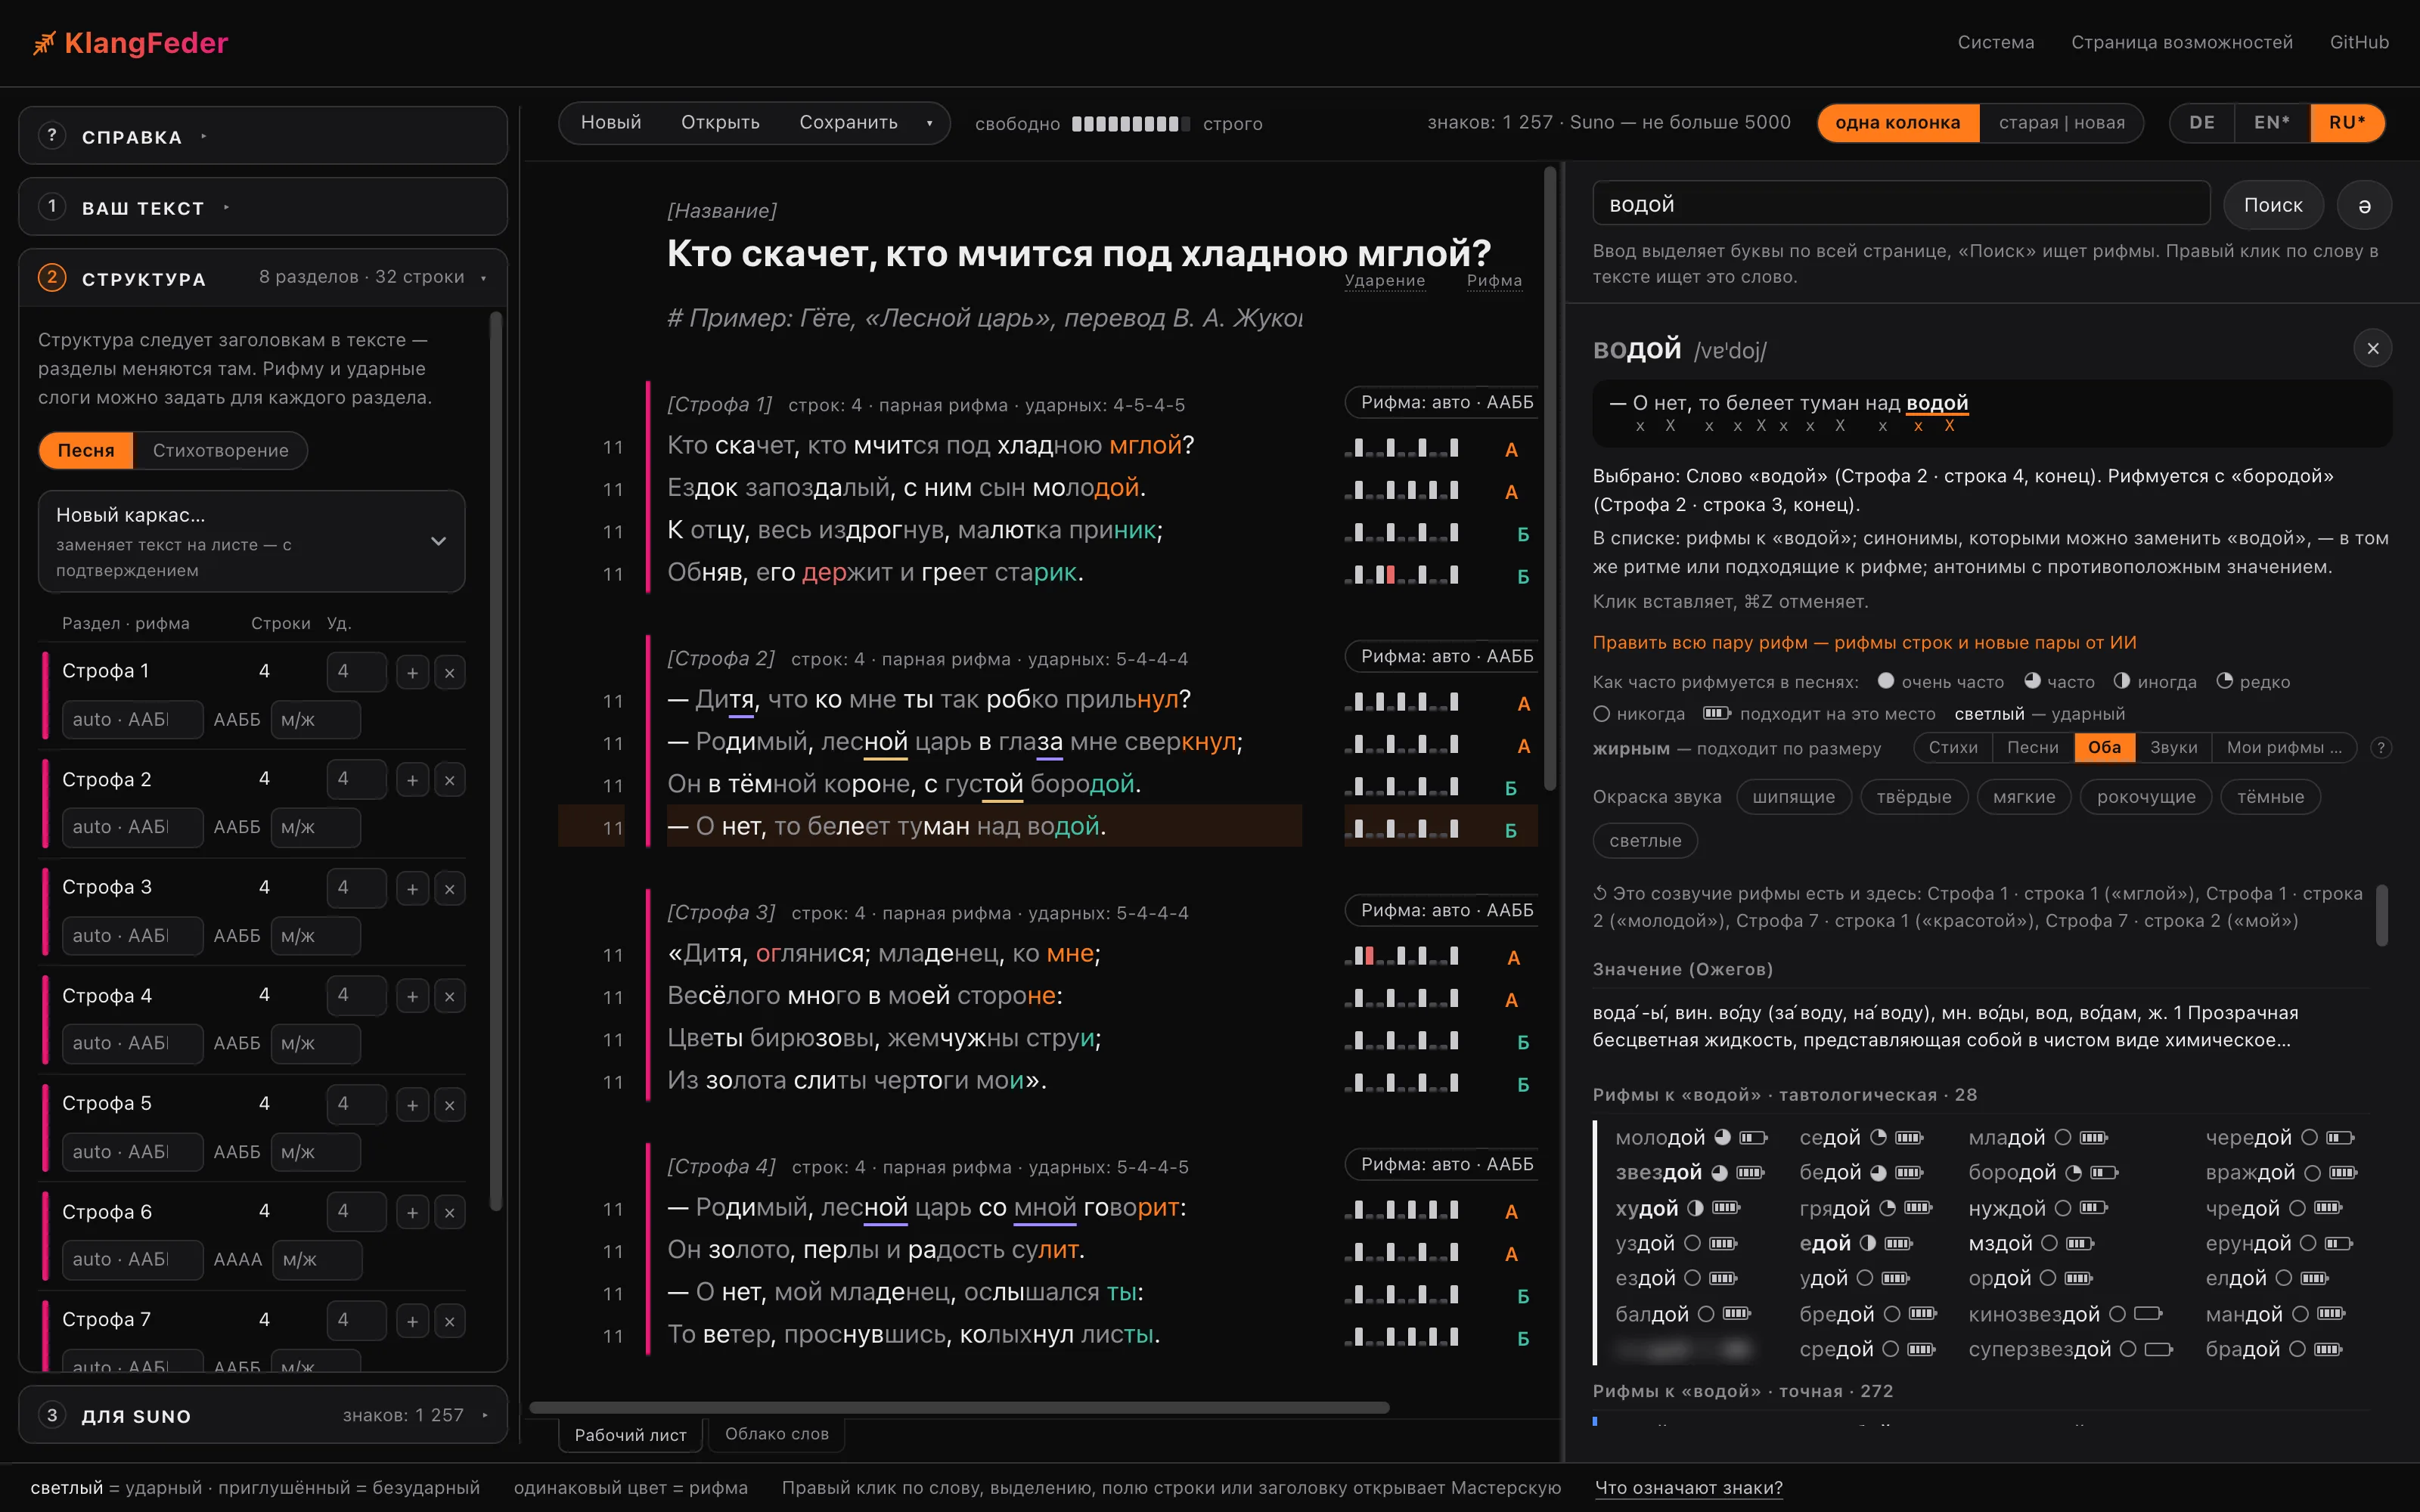 KlangFeder
Система Страница возможностей GitHub
? СПРАВКА
1 ВАШ ТЕКСТ
2 СТРУКТУРА 8 разделов · 32 строки
Структура следует заголовкам в тексте —
разделы меняются там. Рифму и ударные
слоги можно задать для каждого раздела.
Песня Стихотворение
Новый каркас...
заменяет текст на листе — с
подтверждением
Раздел · рифма Строки Уд.
Строфа 1 4 4 + ×
auto · ААБ ААББ м/ж
Строфа 2 4 4 + ×
auto · ААБ ААББ м/ж
Строфа 3 4 4 + ×
auto · ААБ ААББ м/ж
Строфа 4 4 4 + ×
auto · ААБ ААББ м/ж
Строфа 5 4 4 + ×
auto · ААБ ААББ м/ж
Строфа 6 4 4 + ×
auto · ААБ АААА м/ж
Строфа 7 4 4 + ×
auto · ААБ ААББ м/ж
3 ДЛЯ SUNO знаков: 1 257
Новый Открыть Сохранить
свободно строго
знаков: 1 257 · Suno — не больше 5000
одна колонка старая | новая
DE EN* RU*
[Название]
Кто скачет, кто мчится под хладною мглой?
Ударение Рифма
# Пример: Гёте, «Лесной царь», перевод В. А. Жуко
[Строфа 1] строк: 4 · парная рифма · ударных: 4-5-4-5 Рифма: авто · ААББ
11 Кто скачет, кто мчится под хладною мглой? А
11 Ездок запоздалый, с ним сын молодой. А
11 К отцу, весь издрогнув, малютка приник; Б
11 Обняв, его держит и греет старик. Б
[Строфа 2] строк: 4 · парная рифма · ударных: 5-4-4-4 Рифма: авто · ААББ
11 — Дитя, что ко мне ты так робко прильнул? А
11 — Родимый, лесной царь в глаза мне сверкнул; А
11 Он в тёмной короне, с густой бородой. Б
11 — О нет, то белеет туман над водой. Б
[Строфа 3] строк: 4 · парная рифма · ударных: 5-4-4-4 Рифма: авто · ААББ
11 «Дитя, оглянися; младенец, ко мне; А
11 Весёлого много в моей стороне: А
11 Цветы бирюзовы, жемчужны струи; Б
11 Из золота слиты чертоги мои». Б
[Строфа 4] строк: 4 · парная рифма · ударных: 5-4-4-5 Рифма: авто · ААББ
11 — Родимый, лесной царь со мной говорит: А
11 Он золото, перлы и радость сулит. А
11 — О нет, мой младенец, ослышался ты: Б
11 То ветер, проснувшись, колыхнул листы. Б
Рабочий лист Облако слов
водой Поиск ə
Ввод выделяет буквы по всей странице, «Поиск» ищет рифмы. Правый клик по слову в
тексте ищет это слово.
водой /vɐˈdoj/ ×
— О нет, то белеет туман над водой
x X x x X x x X x x X
Выбрано: Слово «водой» (Строфа 2 · строка 4, конец). Рифмуется с «бородой»
(Строфа 2 · строка 3, конец).
В списке: рифмы к «водой»; синонимы, которыми можно заменить «водой», — в том
же ритме или подходящие к рифме; антонимы с противоположным значением.
Клик вставляет, ⌘Z отменяет.
Править всю пару рифм — рифмы строк и новые пары от ИИ
Как часто рифмуется в песнях: очень часто часто иногда редко
никогда подходит на это место светлый — ударный
жирным — подходит по размеру Стихи Песни Оба Звуки Мои рифмы ... ?
Окраска звука шипящие твёрдые мягкие рокочущие тёмные
светлые
↺ Это созвучие рифмы есть и здесь: Строфа 1 · строка 1 («мглой»), Строфа 1 · строка
2 («молодой»), Строфа 7 · строка 1 («красотой»), Строфа 7 · строка 2 («мой»)
Значение (Ожегов)
вода́ -ы́, вин. во́ду (за́ воду, на́ воду), мн. во́ды, вод, во́дам, ж. 1 Прозрачная
бесцветная жидкость, представляющая собой в чистом виде химическое...
Рифмы к «водой» · тавтологическая · 28
молодой седой младой чередой
звездой бедой бородой враждой
худой грядой нуждой чредой
уздой едой мздой ерундой
ездой удой ордой елдой
балдой бредой кинозвездой мандой
средой суперзвездой брадой
Рифмы к «водой» · точная · 272
светлый = ударный · приглушённый = безударный одинаковый цвет = рифма Правый клик по слову, выделению, полю строки или заголовку открывает Мастерскую Что означают знаки?